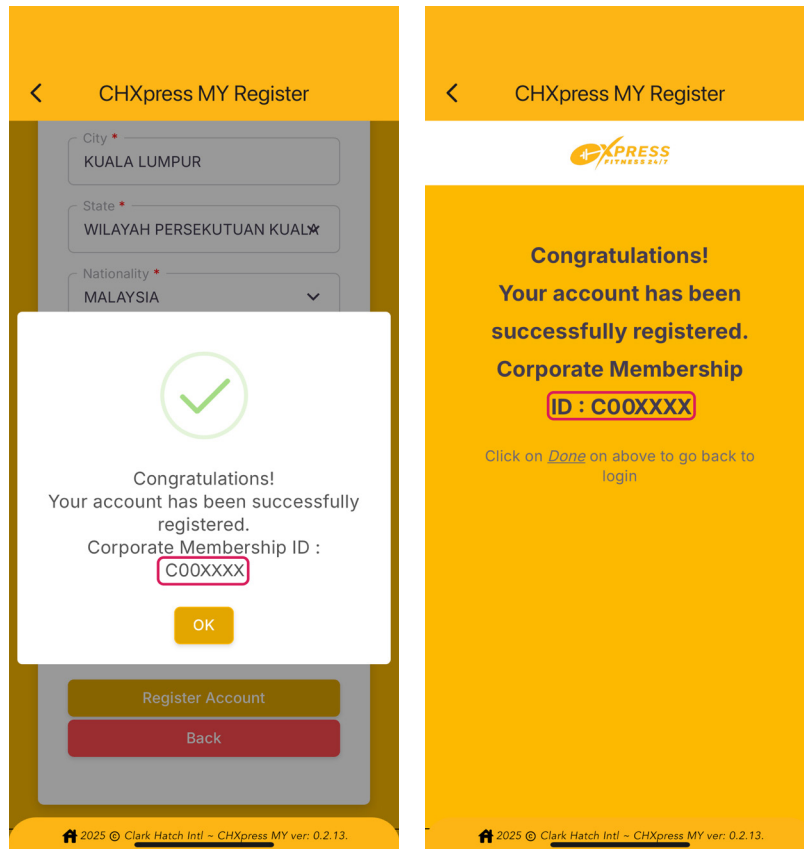 CHXpress MY Register
City *
KUALA LUMPUR
State *
WILAYAH PERSEKUTUAN KUALA
Nationality *
MALAYSIA
Congratulations!
Your account has been successfully
registered.
Corporate Membership ID :
C00XXXX
OK
Register Account
Back
2025 © Clark Hatch Intl ~ CHXpress MY ver: 0.2.13.
CHXpress MY Register
XPRESS
FITNESS 24/7
Congratulations!
Your account has been
successfully registered.
Corporate Membership
ID : C00XXXX
Click on Done on above to go back to
login
2025 © Clark Hatch Intl ~ CHXpress MY ver: 0.2.13.